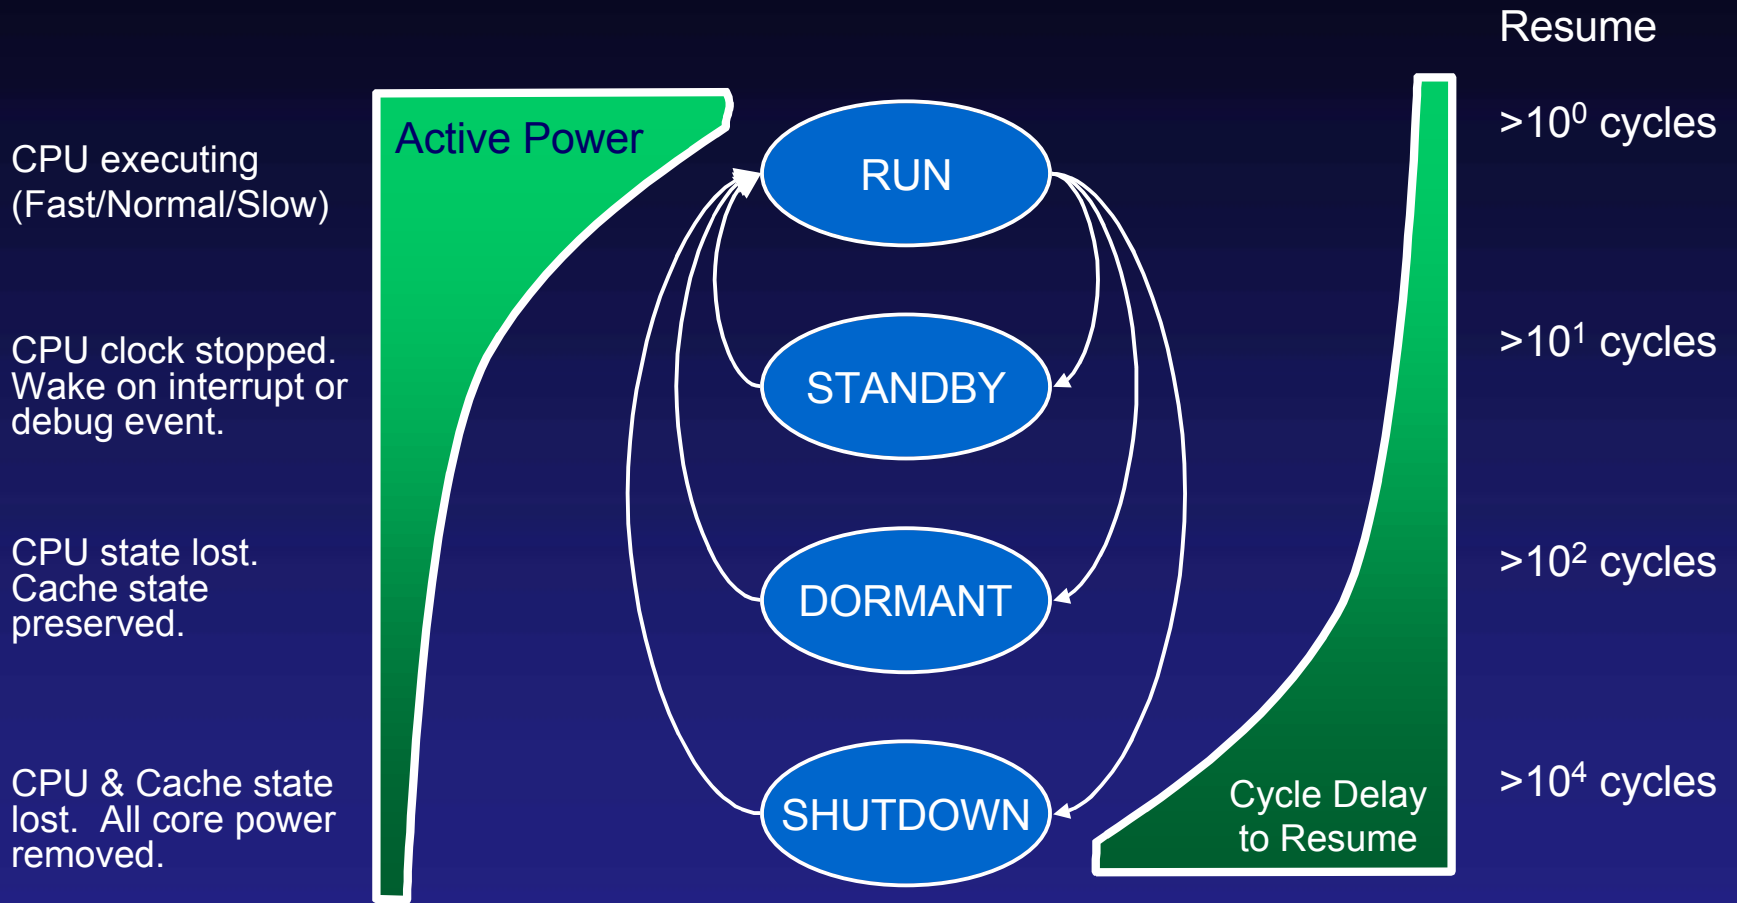 Resume
Active Power
CPU executing
(Fast/Normal/Slow)
RUN
>10⁰ cycles
CPU clock stopped.
Wake on interrupt or
debug event.
STANDBY
>10¹ cycles
CPU state lost.
Cache state
preserved.
DORMANT
>10² cycles
CPU & Cache state
lost.  All core power
removed.
SHUTDOWN
Cycle Delay
to Resume
>10⁴ cycles